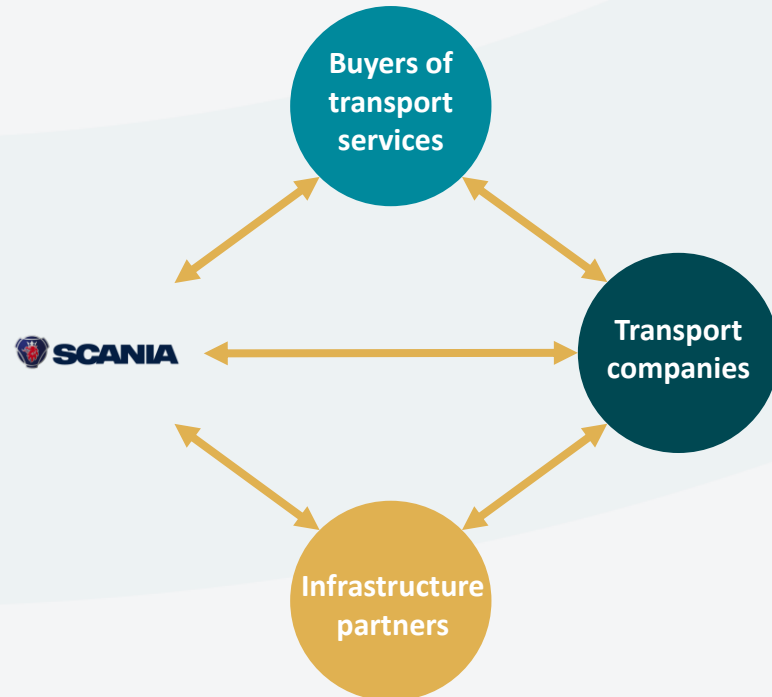 Buyers of
transport
services
SCANIA
Transport
companies
Infrastructure
partners